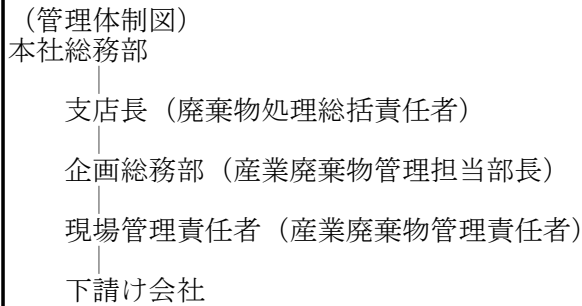 （管理体制図）
本社総務部
支店長（廃棄物処理総括責任者）
企画総務部（産業廃棄物管理担当部長）
現場管理責任者（産業廃棄物管理責任者）
下請け会社